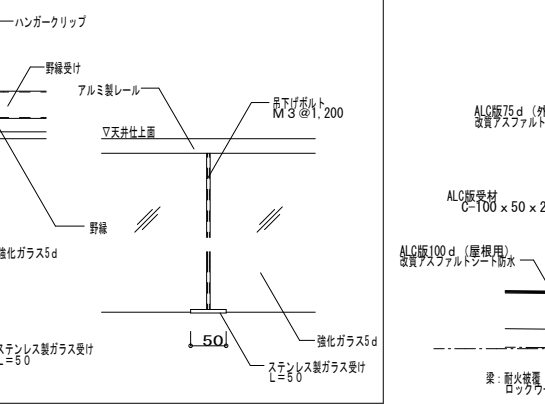 ハンガークリップ
野縁受け
アルミ製レール
吊下げボルト
M3@1,200
▽天井仕上面
野縁
強化ガラス5d
50
強化ガラス5d
ステンレス製ガラス受け
L=50
ステンレス製ガラス受け
L=50
ALC版75d (外
改質アスファルト
ALC版受材
C-100x50x2
ALC版100d (屋根用)
改質アスファルトシート防水
梁:耐火被覆
ロックウ